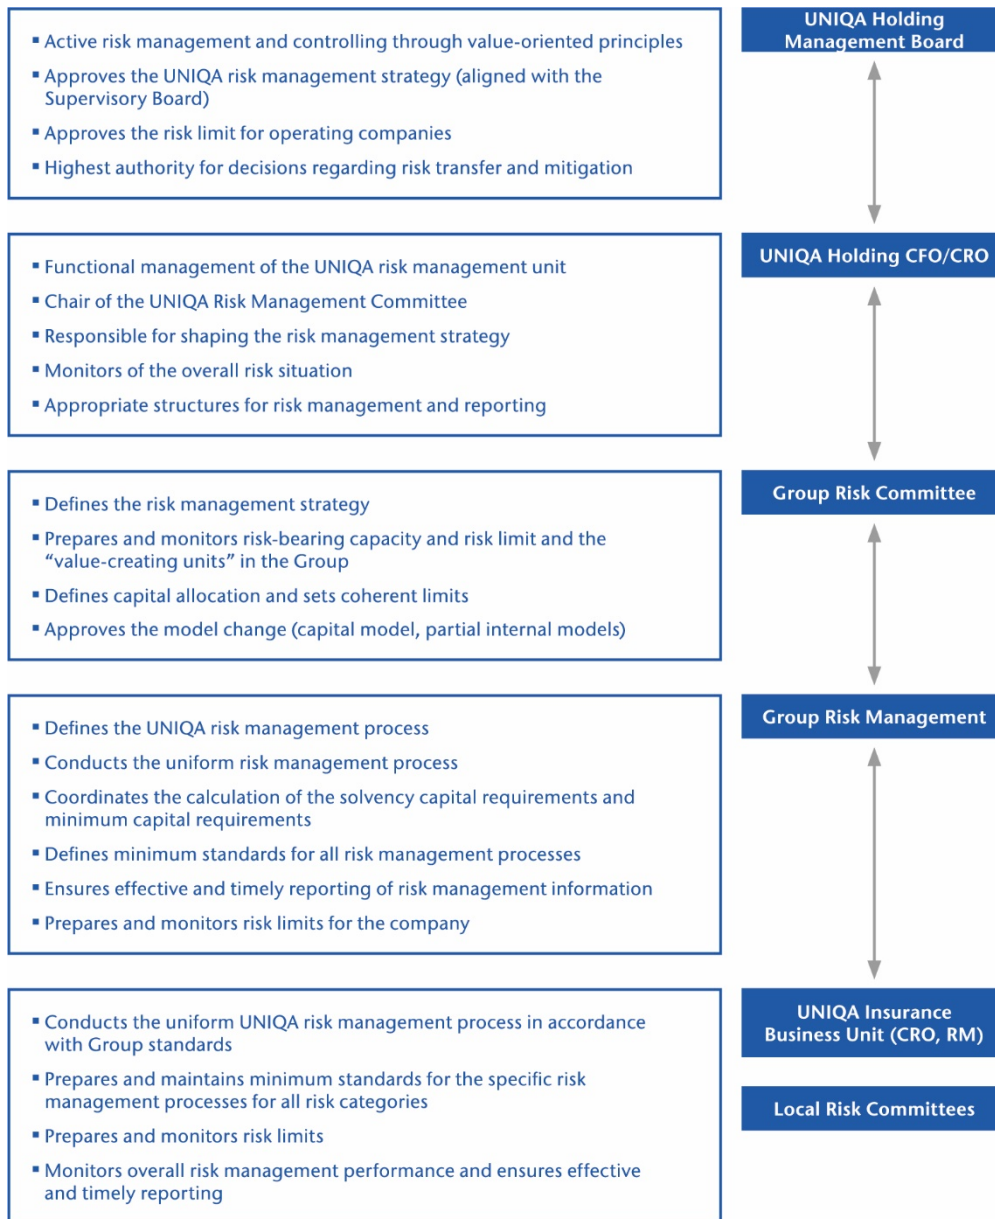 ▪ Active risk management and controlling through value-oriented principles
▪ Approves the UNIQA risk management strategy (aligned with the
Supervisory Board)
▪ Approves the risk limit for operating companies
▪ Highest authority for decisions regarding risk transfer and mitigation
UNIQA Holding
Management Board
▪ Functional management of the UNIQA risk management unit
▪ Chair of the UNIQA Risk Management Committee
▪ Responsible for shaping the risk management strategy
▪ Monitors of the overall risk situation
▪ Appropriate structures for risk management and reporting
UNIQA Holding CFO/CRO
▪ Defines the risk management strategy
▪ Prepares and monitors risk-bearing capacity and risk limit and the
“value-creating units” in the Group
▪ Defines capital allocation and sets coherent limits
▪ Approves the model change (capital model, partial internal models)
Group Risk Committee
▪ Defines the UNIQA risk management process
▪ Conducts the uniform risk management process
▪ Coordinates the calculation of the solvency capital requirements and
minimum capital requirements
▪ Defines minimum standards for all risk management processes
▪ Ensures effective and timely reporting of risk management information
▪ Prepares and monitors risk limits for the company
Group Risk Management
▪ Conducts the uniform UNIQA risk management process in accordance
with Group standards
▪ Prepares and maintains minimum standards for the specific risk
management processes for all risk categories
▪ Prepares and monitors risk limits
▪ Monitors overall risk management performance and ensures effective
and timely reporting
UNIQA Insurance
Business Unit (CRO, RM)
Local Risk Committees